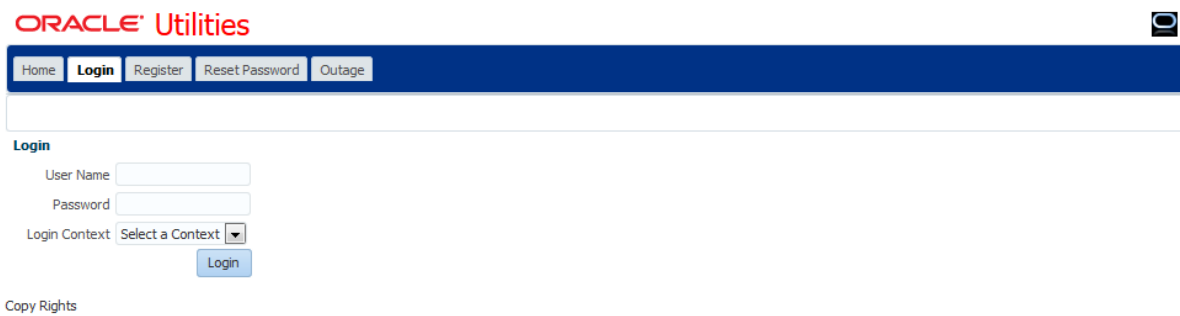 ORACLE Utilities
Home Login Register Reset Password Outage
Login
User Name
Password
Login Context Select a Context
Login
Copy Rights